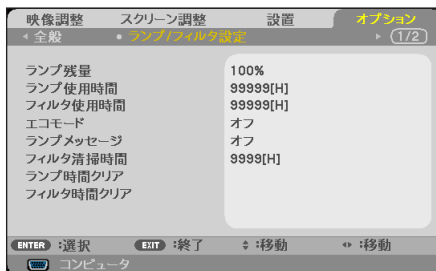 映像調整 スクリーン調整 設置 オプション
全般 • ランプ/フィルタ設定 (1/2)
ランプ残量 100%
ランプ使用時間 99999[H]
フィルタ使用時間 99999[H]
エコモード オフ
ランプメッセージ オフ
フィルタ清掃時間 9999[H]
ランプ時間クリア
フィルタ時間クリア
ENTER :選択 EXIT :終了 :移動 :移動
コンピュータ